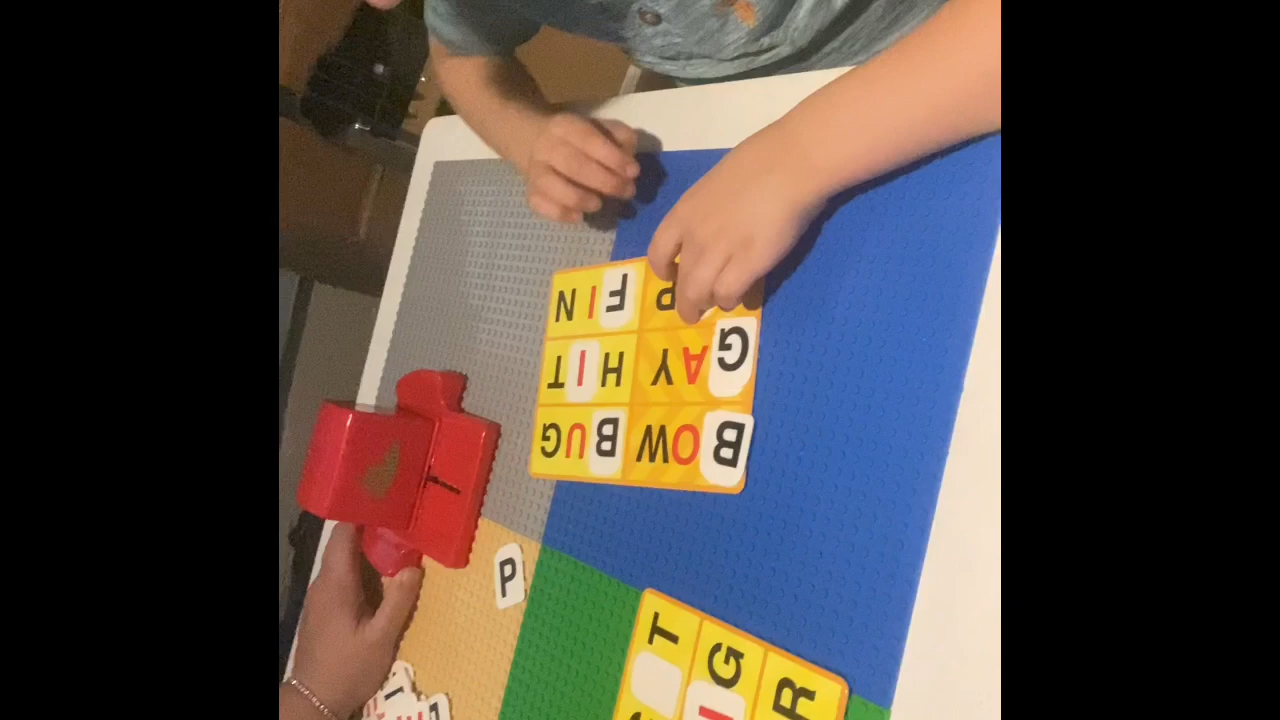 BOW BUG
GAY HIT
FIN
P
T
I G
R